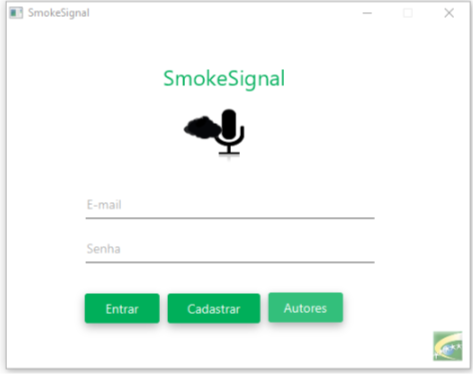 SmokeSignal
SmokeSignal
E-mail
Senha
Entrar Cadastrar Autores